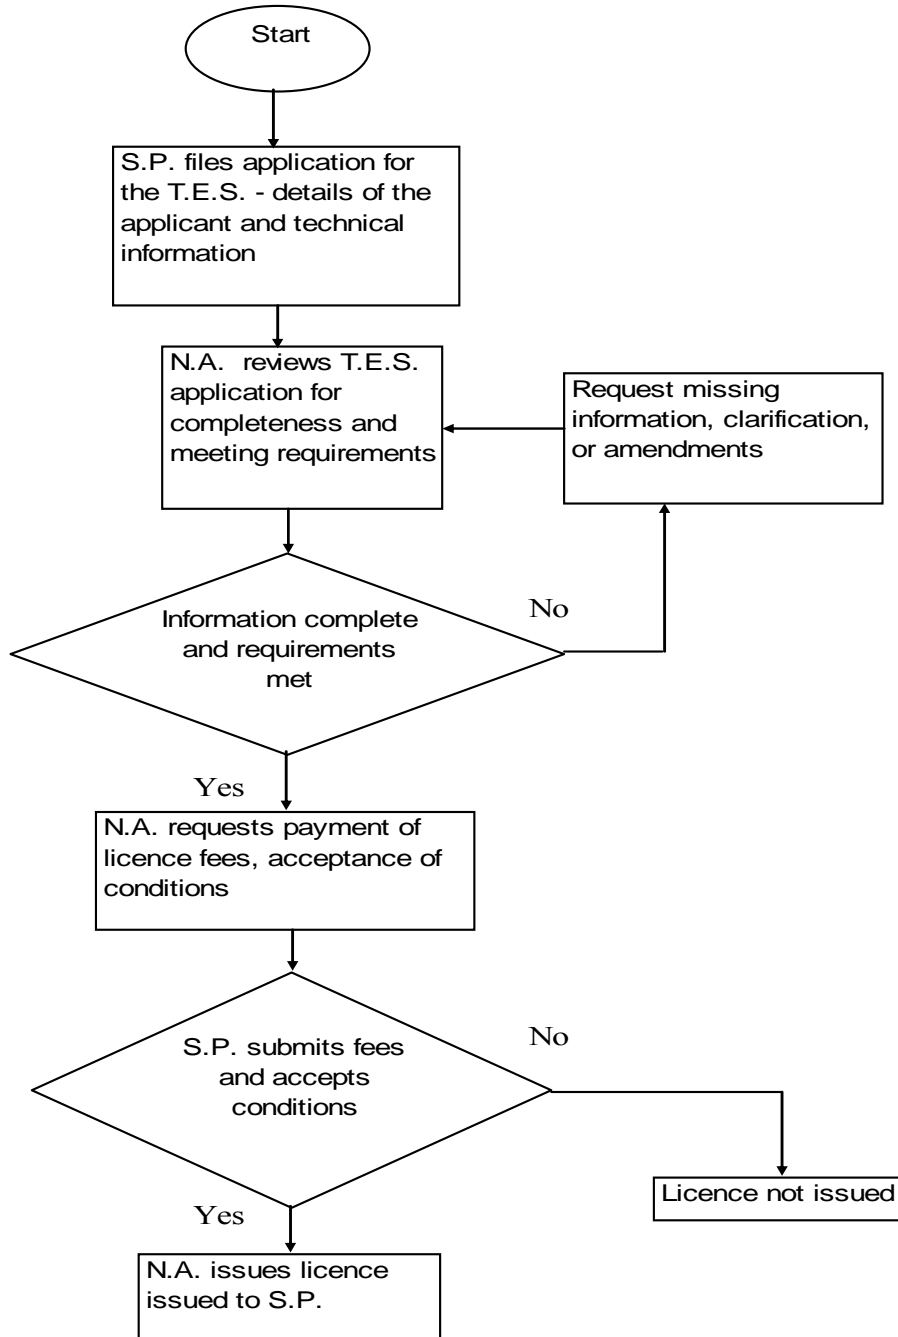 Start
S.P. files application for
the T.E.S. - details of the
applicant and technical
information
N.A. reviews T.E.S.
application for
completeness and
meeting requirements
Request missing
information, clarification,
or amendments
Information complete
and requirements
met
No
Yes
N.A. requests payment of
licence fees, acceptance of
conditions
S.P. submits fees
and accepts
conditions
No
Licence not issued
Yes
N.A. issues licence
issued to S.P.